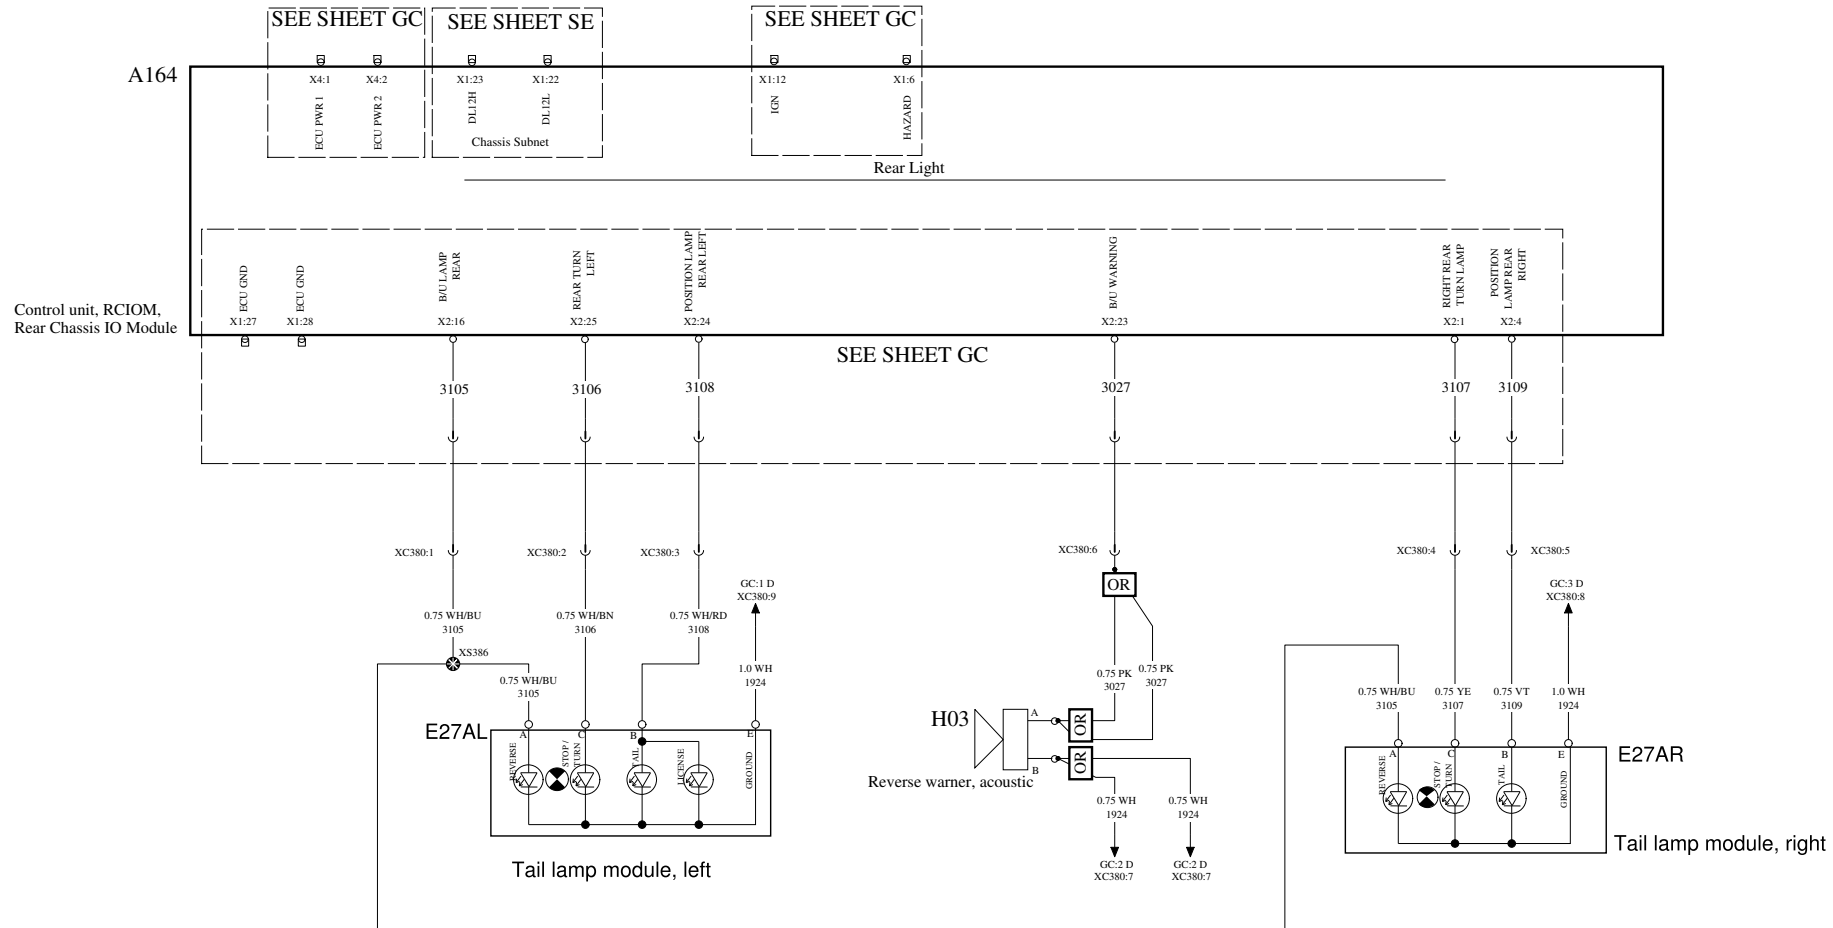 SEE SHEET GC
SEE SHEET SE
SEE SHEET GC
A164
X4:1
X4:2
X1:23
X1:22
X1:12
X1:6
ECU PWR 1
ECU PWR 2
DL12H
DL12L
IGN
HAZARD
Chassis Subnet
Rear Light
ECU GND
ECU GND
B/U LAMP
REAR
REAR TURN
LEFT
POSITION LAMP
REAR LEFT
B/U WARNING
RIGHT REAR
TURN LAMP
POSITION
LAMP REAR
RIGHT
Control unit, RCIOM,
Rear Chassis IO Module
X1:27
X1:28
X2:16
X2:25
X2:24
X2:23
X2:1
X2:4
SEE SHEET GC
3105
3106
3108
3027
3107
3109
XC380:1
XC380:2
XC380:3
XC380:6
XC380:4
XC380:5
GC:1 D
XC380:9
OR
GC:3 D
XC380:8
0.75 WH/BU
3105
0.75 WH/BN
3106
0.75 WH/RD
3108
XS386
0.75 WH/BU
3105
1.0 WH
1924
0.75 PK
3027
0.75 PK
3027
0.75 WH/BU
3105
0.75 YE
3107
0.75 VT
3109
1.0 WH
1924
E27AL
A
C
B
E
REVERSE
STOP /
TURN
TAIL
LICENSE
GROUND
Tail lamp module, left
H03
A
OR
B
OR
Reverse warner, acoustic
0.75 WH
1924
0.75 WH
1924
GC:2 D
XC380:7
GC:2 D
XC380:7
E27AR
A
C
B
E
REVERSE
STOP /
TURN
TAIL
GROUND
Tail lamp module, right